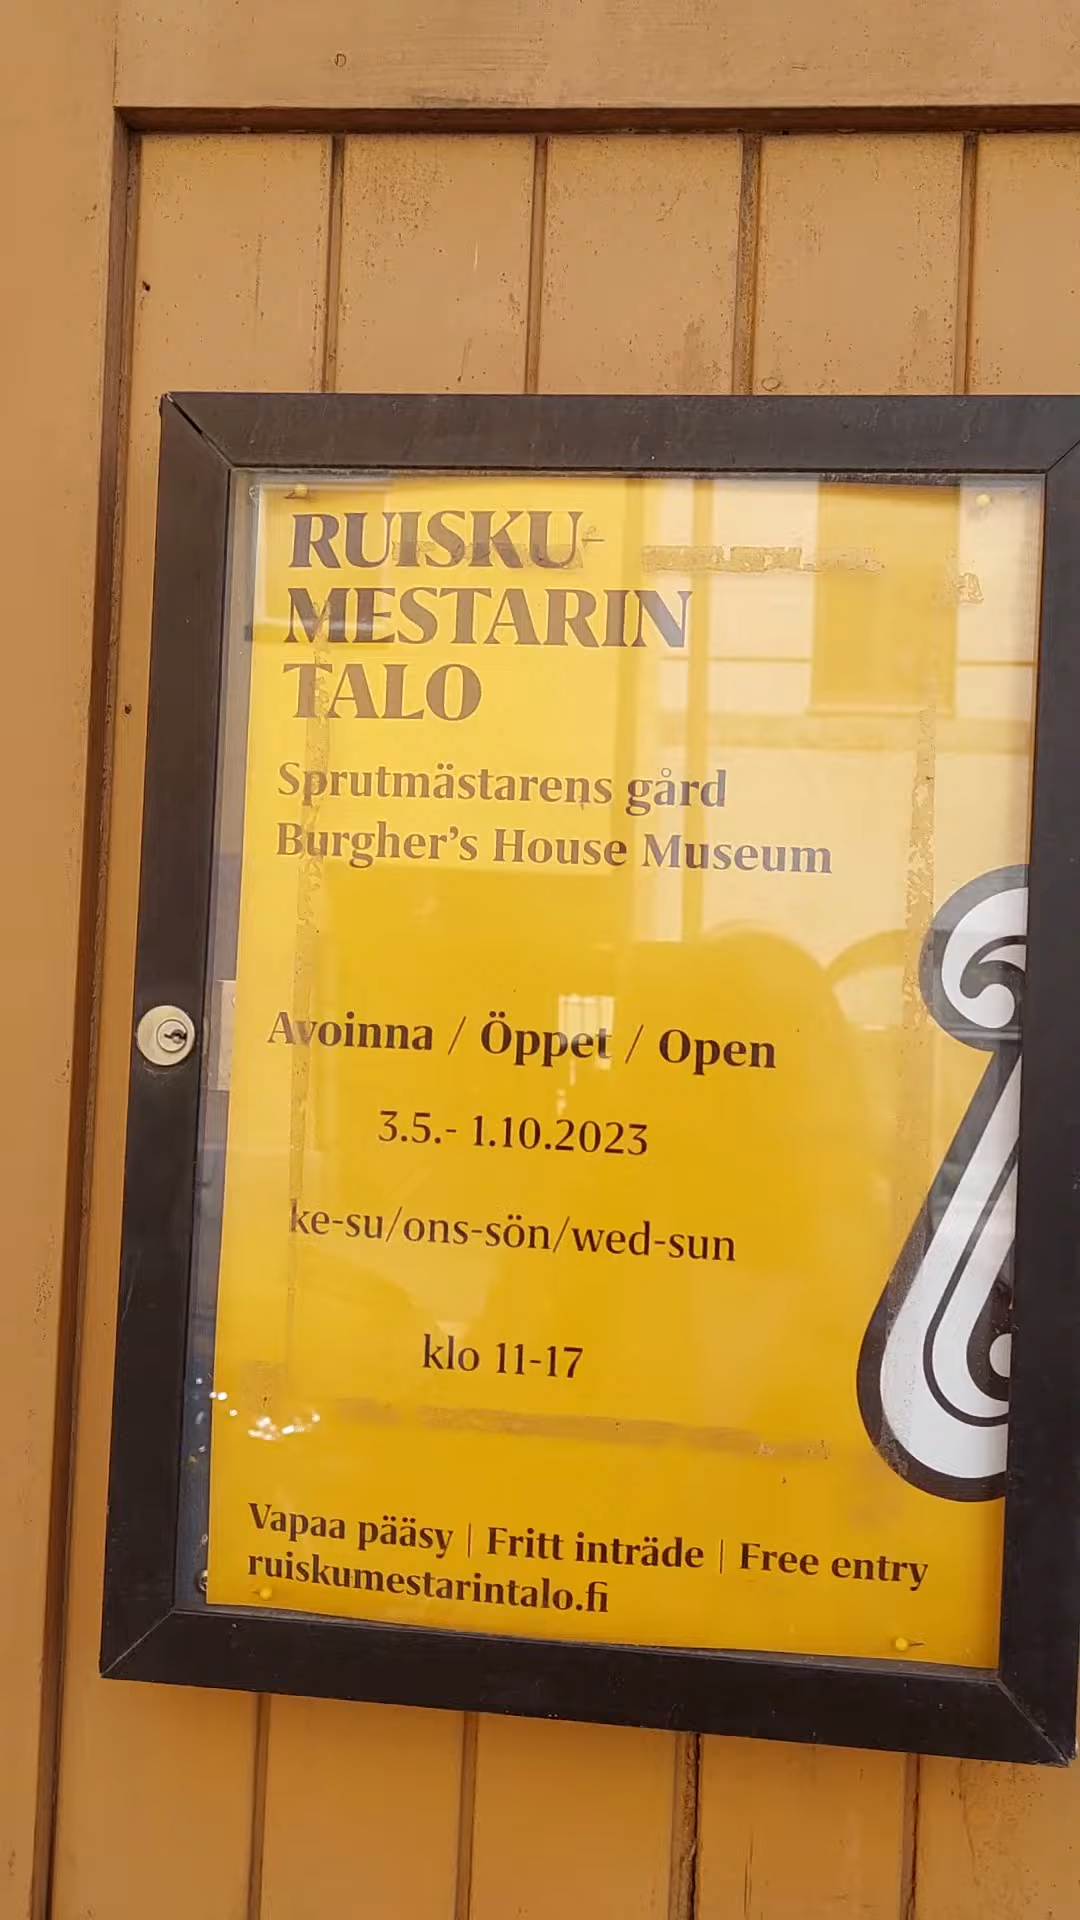 RUISKU-
MESTARIN
TALO
Sprutmästarens gård
Burgher's House Museum
Avoinna / Öppet / Open
3.5.- 1.10.2023
ke-su/ons-sön/wed-sun
klo 11-17
Vapaa pääsy | Fritt inträde | Free entry
ruiskumestarintalo.fi